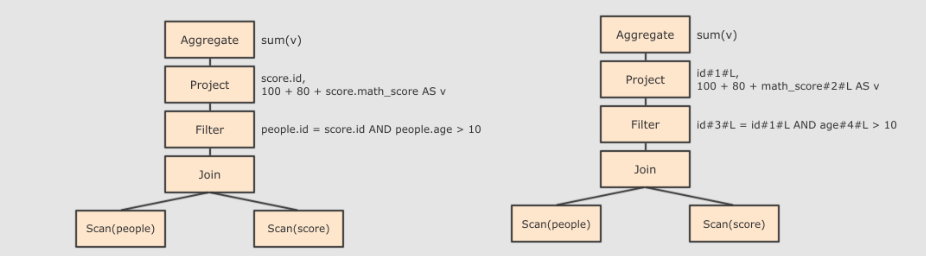 Aggregate sum(v)
Project score.id,
100 + 80 + score.math_score AS v
Filter people.id = score.id AND people.age > 10
Join
Scan(people) Scan(score)
Aggregate sum(v)
Project id#1#L,
100 + 80 + math_score#2#L AS v
Filter id#3#L = id#1#L AND age#4#L > 10
Join
Scan(people) Scan(score)